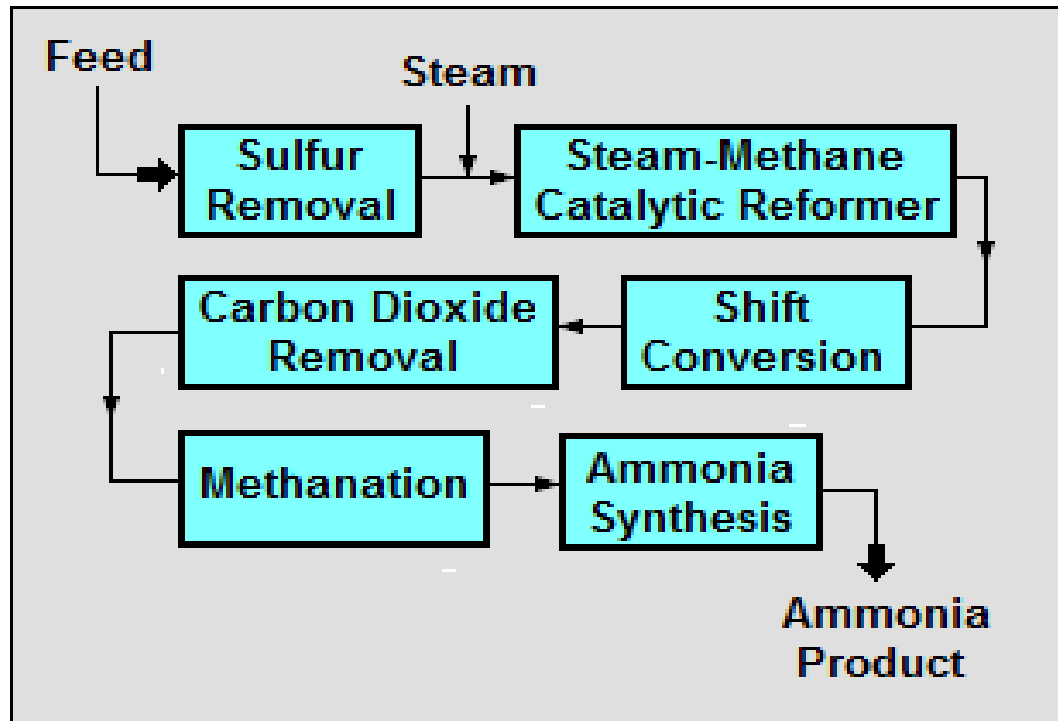 Feed
Steam
Sulfur
Removal
Steam-Methane
Catalytic Reformer
Carbon Dioxide
Removal
Shift
Conversion
Methanation
Ammonia
Synthesis
Ammonia
Product